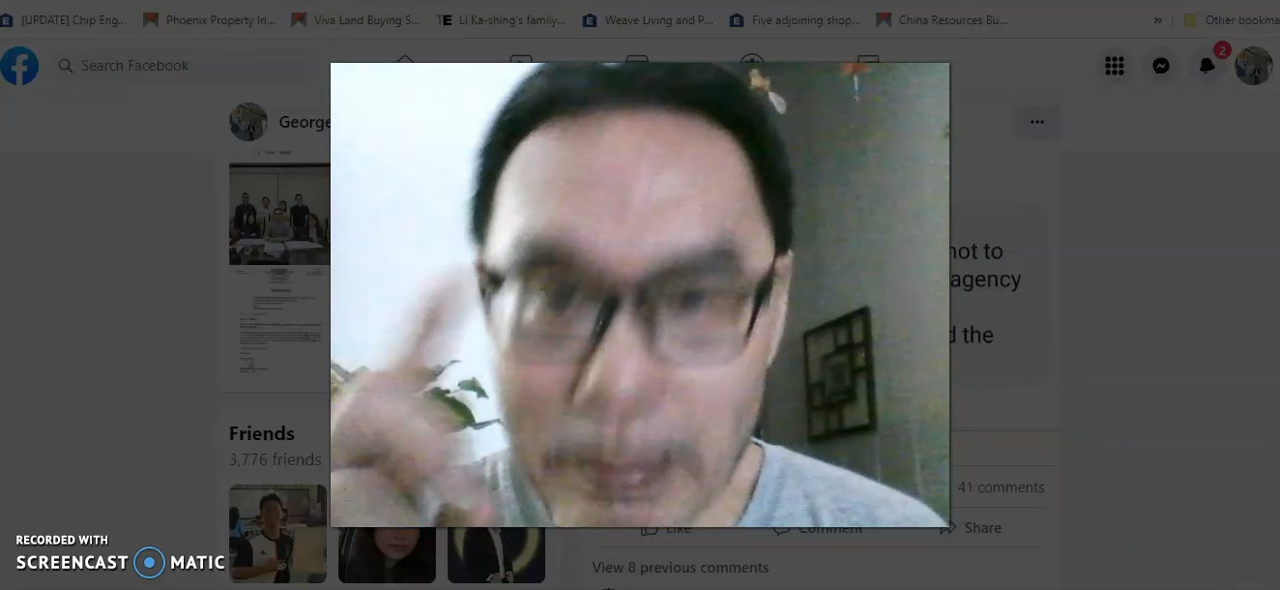 [UPDATE] Chip Eng...
Phoenix Property In...
Viva Land Buying S...
Li Ka-shing's family...
Weave Living and P...
Five adjoining shop...
China Resources Bu...
»
Other bookma
Search Facebook
2
George
...
not to
agency
d the
Friends
3,776 friends
41 comments
Like
Comment
Share
View 8 previous comments
RECORDED WITH
SCREENCAST MATIC